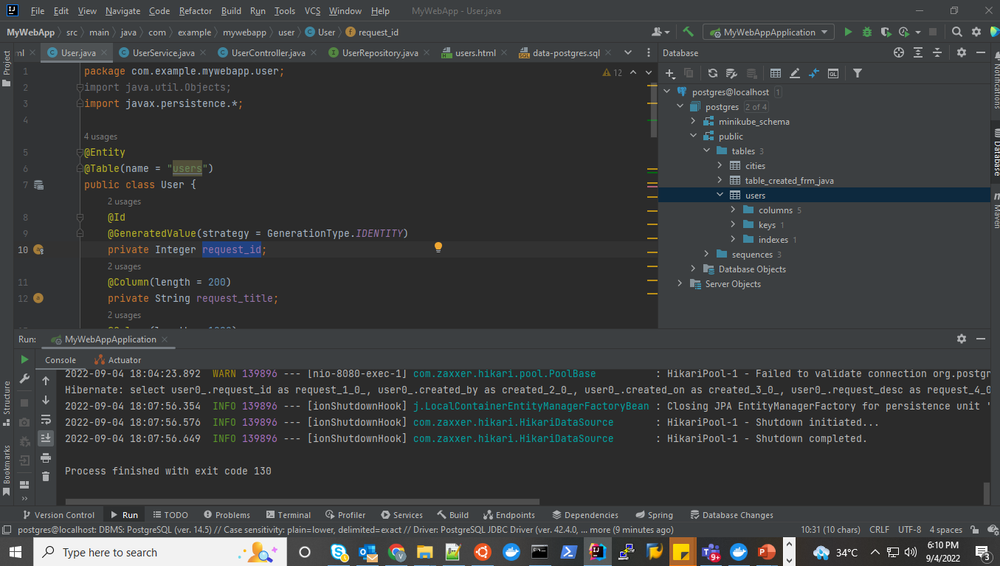 File Edit View Navigate Code Refactor Build Run Tools VCS Window Help MyWebApp - User.java
MyWebApp src main java com example mywebapp user User request_id MyWebAppApplication
ml User.java UserService.java UserController.java UserRepository.java users.html data-postgres.sql
Project
1 package com.example.mywebapp.user;
12
2 import java.util.Objects;
3 import javax.persistence.*;
4
4 usages
5 @Entity
6 @Table(name = "users")
7 public class User {
2 usages
8 @Id
9 @GeneratedValue(strategy = GenerationType.IDENTITY)
10 private Integer request_id;
2 usages
11 @Column(length = 200)
12 private String request_title;
2 usages
Database
postgres@localhost 1
postgres 2 of 4
minikube_schema
public
tables 3
cities
table_created_frm_java
users
columns 5
keys 1
indexes 1
sequences 3
Database Objects
Server Objects
Notifications
Database
Maven
Run: MyWebAppApplication
Console Actuator
2022-09-04 18:04:23.892 WARN 139896 --- [nio-8080-exec-1] com.zaxxer.hikari.pool.PoolBase : HikariPool-1 - Failed to validate connection org.postgr
Hibernate: select user0_.request_id as request_1_0_, user0_.created_by as created_2_0_, user0_.created_on as created_3_0_, user0_.request_desc as request_4_0
2022-09-04 18:07:56.354 INFO 139896 --- [ionShutdownHook] j.LocalContainerEntityManagerFactoryBean : Closing JPA EntityManagerFactory for persistence unit '
2022-09-04 18:07:56.576 INFO 139896 --- [ionShutdownHook] com.zaxxer.hikari.HikariDataSource : HikariPool-1 - Shutdown initiated...
2022-09-04 18:07:56.649 INFO 139896 --- [ionShutdownHook] com.zaxxer.hikari.HikariDataSource : HikariPool-1 - Shutdown completed.
Process finished with exit code 130
Structure
Bookmarks
Version Control Run TODO Problems Terminal Profiler Services Build Endpoints Dependencies Spring Database Changes
postgres@localhost: DBMS: PostgreSQL (ver. 14.5) // Case sensitivity: plain=lower, delimited=exact // Driver: PostgreSQL JDBC Driver (ver. 42.4.0, ... more (9 minutes ago) 10:31 (10 chars) CRLF UTF-8 4 spaces
Type here to search
9+
34°C
6:10 PM
9/4/2022
3